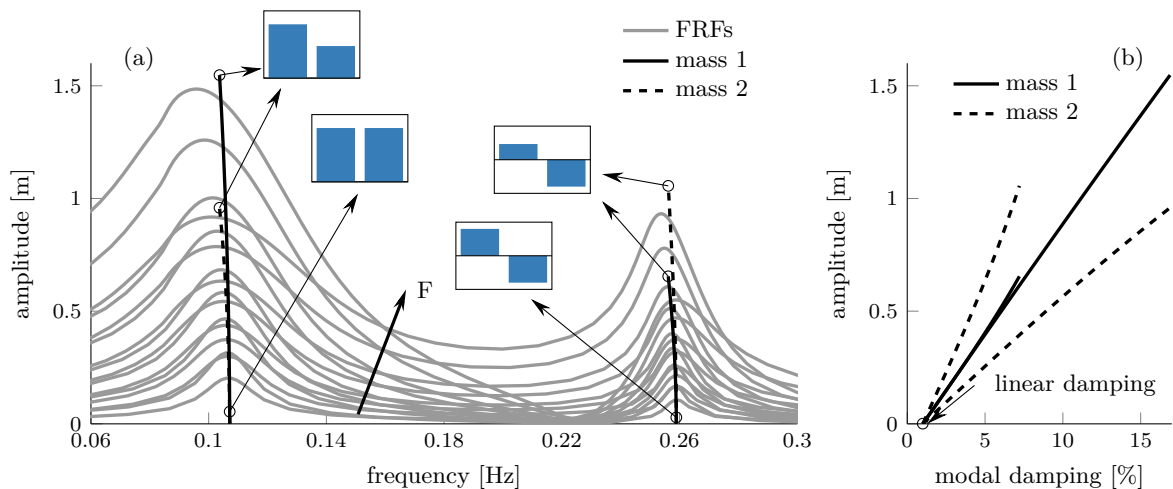 (a)
FRFs
mass 1
mass 2
F
amplitude [m]
0
0.5
1
1.5
0.06
0.1
0.14
0.18
0.22
0.26
0.3
frequency [Hz]
(b)
mass 1
mass 2
linear damping
amplitude [m]
0
0.5
1
1.5
0
5
10
15
modal damping [%]